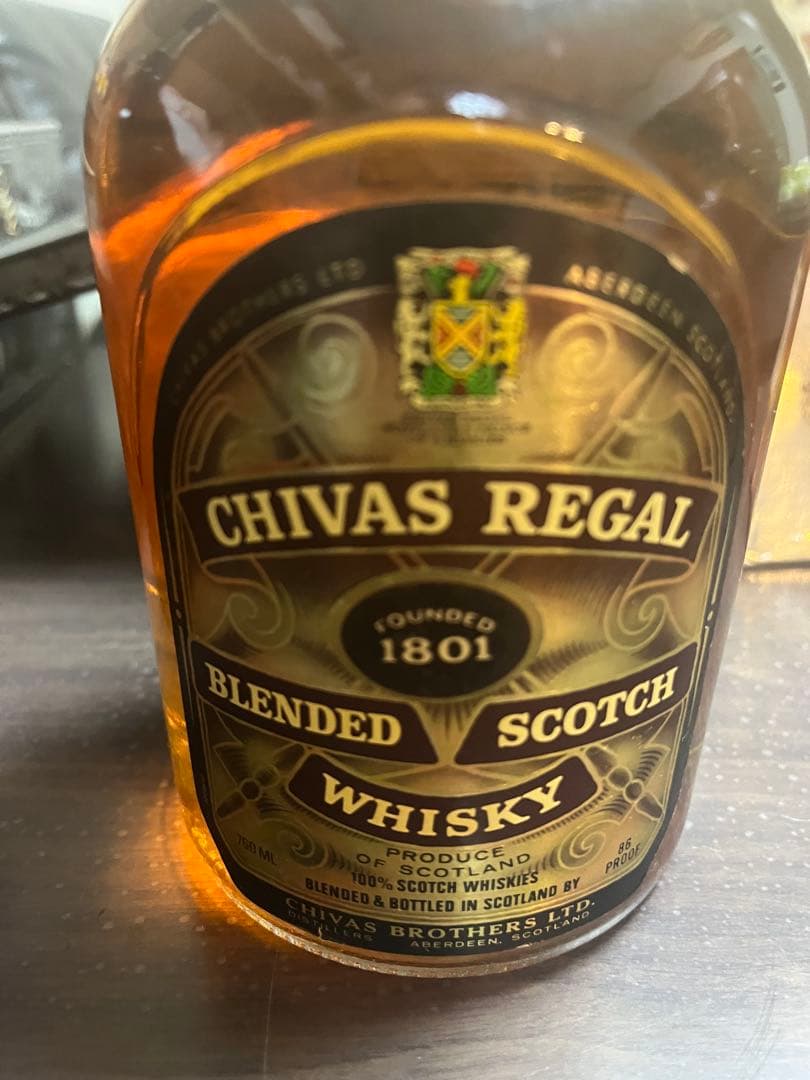 CHIVAS BROTHERS LTD
ABERDEEN SCOTLAND
CHIVAS REGAL
FOUNDED
1801
BLENDED SCOTCH
WHISKY
760 ML
86
PROOF
PRODUCE
OF SCOTLAND
100% SCOTCH WHISKIES
BLENDED & BOTTLED IN SCOTLAND BY
CHIVAS BROTHERS LTD.
DISTILLERS ABERDEEN, SCOTLAND